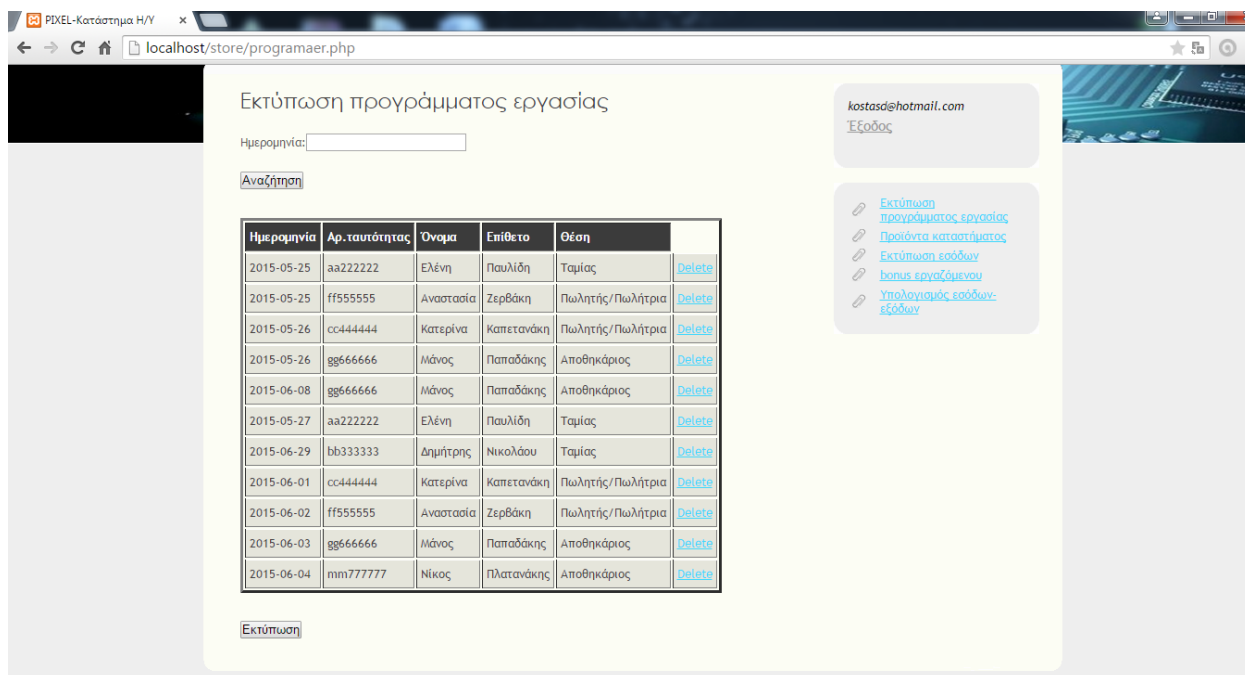 PIXEL-Κατάστημα Η/Υ
localhost/store/programaer.php
Εκτύπωση προγράμματος εργασίας
Ημερομηνία:
Αναζήτηση
Ημερομηνία Αρ.ταυτότητας Όνομα Επίθετο Θέση
2015-05-25 aa222222 Ελένη Παυλίδη Ταμίας Delete
2015-05-25 ff555555 Αναστασία Ζερβάκη Πωλητής/Πωλήτρια Delete
2015-05-26 cc444444 Κατερίνα Καπετανάκη Πωλητής/Πωλήτρια Delete
2015-05-26 gg666666 Μάνος Παπαδάκης Αποθηκάριος Delete
2015-06-08 gg666666 Μάνος Παπαδάκης Αποθηκάριος Delete
2015-05-27 aa222222 Ελένη Παυλίδη Ταμίας Delete
2015-06-29 bb333333 Δημήτρης Νικολάου Ταμίας Delete
2015-06-01 cc444444 Κατερίνα Καπετανάκη Πωλητής/Πωλήτρια Delete
2015-06-02 ff555555 Αναστασία Ζερβάκη Πωλητής/Πωλήτρια Delete
2015-06-03 gg666666 Μάνος Παπαδάκης Αποθηκάριος Delete
2015-06-04 mm777777 Νίκος Πλατανάκης Αποθηκάριος Delete
Εκτύπωση
kostasd@hotmail.com
Έξοδος
Εκτύπωση
προγράμματος εργασίας
Προϊόντα καταστήματος
Εκτύπωση εσόδων
bonus εργαζόμενου
Υπολογισμός εσόδων-
εξόδων